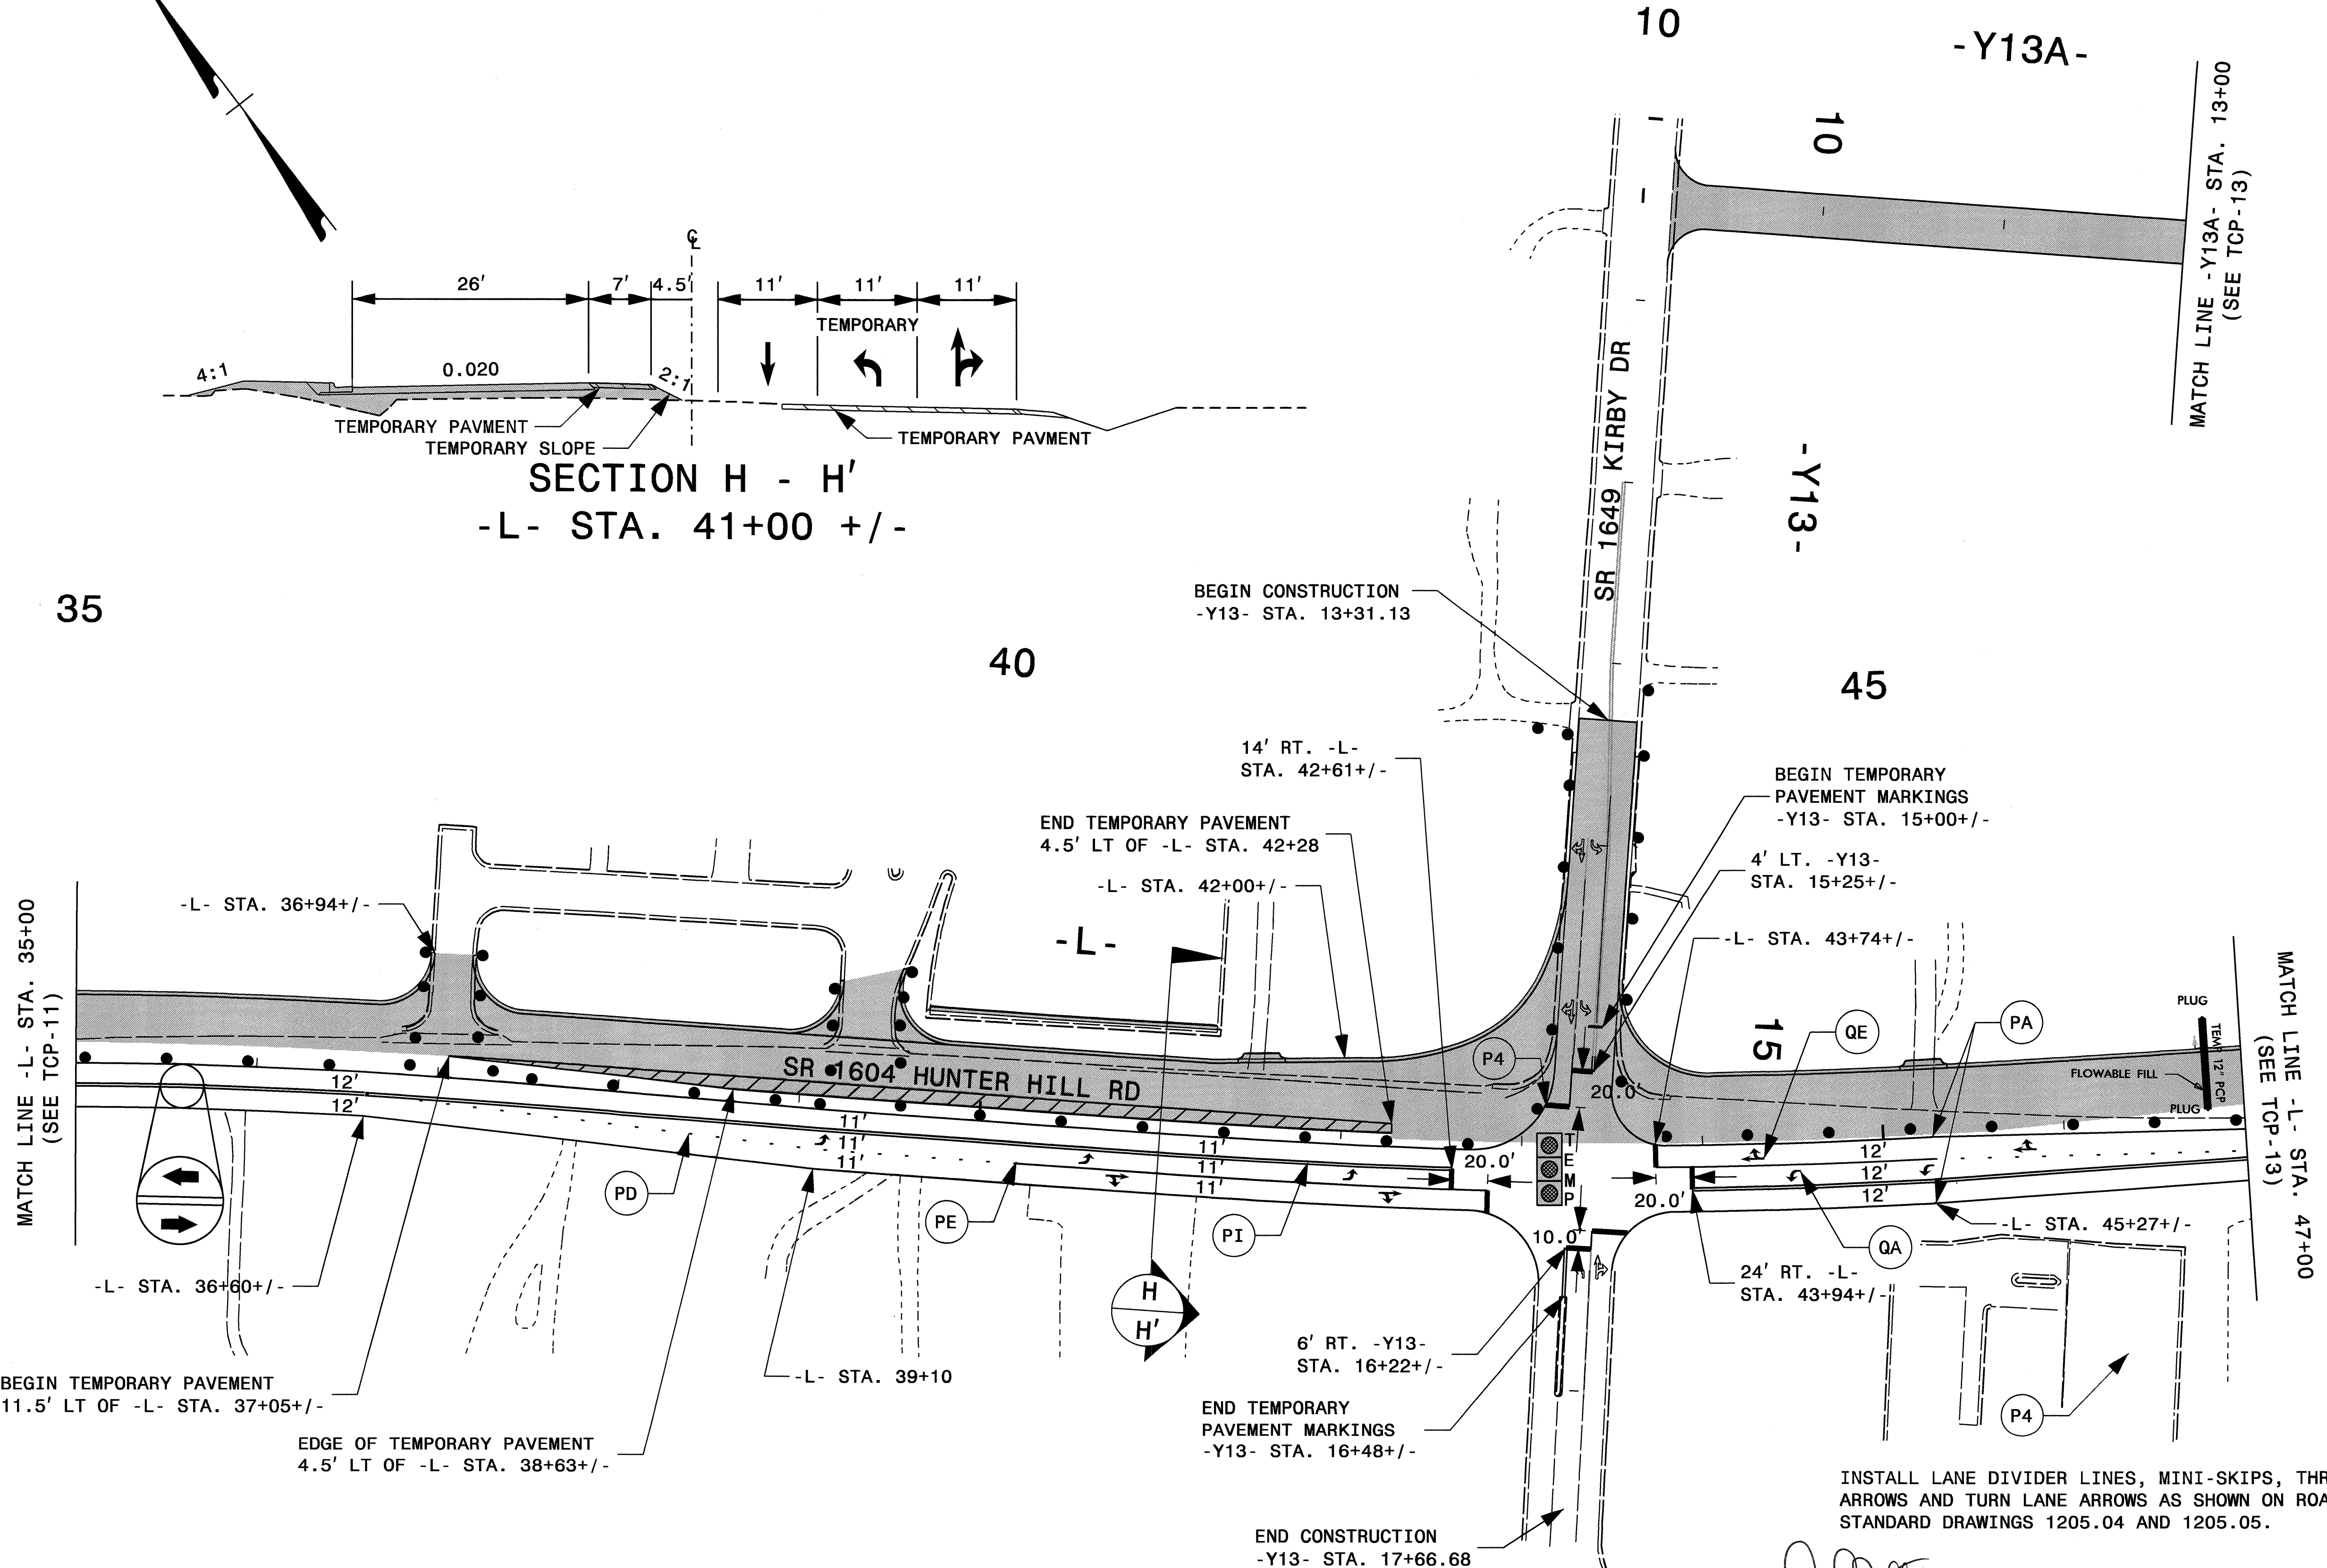 10
-Y13A-
10
MATCH LINE -Y13A- STA. 13+00
(SEE TCP-13)
℄
26'
7'
4.5'
11'
11'
11'
TEMPORARY
4:1
0.020
2:1
TEMPORARY PAVMENT
TEMPORARY SLOPE
TEMPORARY PAVMENT
SECTION H - H'
-L- STA. 41+00 +/-
SR 1649 KIRBY DR
-Y13-
35
40
45
BEGIN CONSTRUCTION
-Y13- STA. 13+31.13
14' RT. -L-
STA. 42+61+/-
BEGIN TEMPORARY
PAVEMENT MARKINGS
-Y13- STA. 15+00+/-
END TEMPORARY PAVEMENT
4.5' LT OF -L- STA. 42+28
4' LT. -Y13-
STA. 15+25+/-
-L- STA. 42+00+/-
-L- STA. 36+94+/-
-L-
-L- STA. 43+74+/-
MATCH LINE -L- STA. 35+00
(SEE TCP-11)
15
QE
PA
PLUG
TEMP 12" PCP
FLOWABLE FILL
PLUG
MATCH LINE -L- STA. 47+00
(SEE TCP-13)
P4
SR 1604 HUNTER HILL RD
20.0'
12'
12'
11'
11'
11'
11'
11'
11'
20.0'
TEMP
12'
12'
12'
20.0'
PD
PE
PI
10.0'
QA
-L- STA. 45+27+/-
-L- STA. 36+60+/-
24' RT. -L-
STA. 43+94+/-
H
H'
6' RT. -Y13-
STA. 16+22+/-
-L- STA. 39+10
BEGIN TEMPORARY PAVEMENT
11.5' LT OF -L- STA. 37+05+/-
END TEMPORARY
PAVEMENT MARKINGS
-Y13- STA. 16+48+/-
P4
EDGE OF TEMPORARY PAVEMENT
4.5' LT OF -L- STA. 38+63+/-
INSTALL LANE DIVIDER LINES, MINI-SKIPS, THR
ARROWS AND TURN LANE ARROWS AS SHOWN ON ROA
STANDARD DRAWINGS 1205.04 AND 1205.05.
END CONSTRUCTION
-Y13- STA. 17+66.68